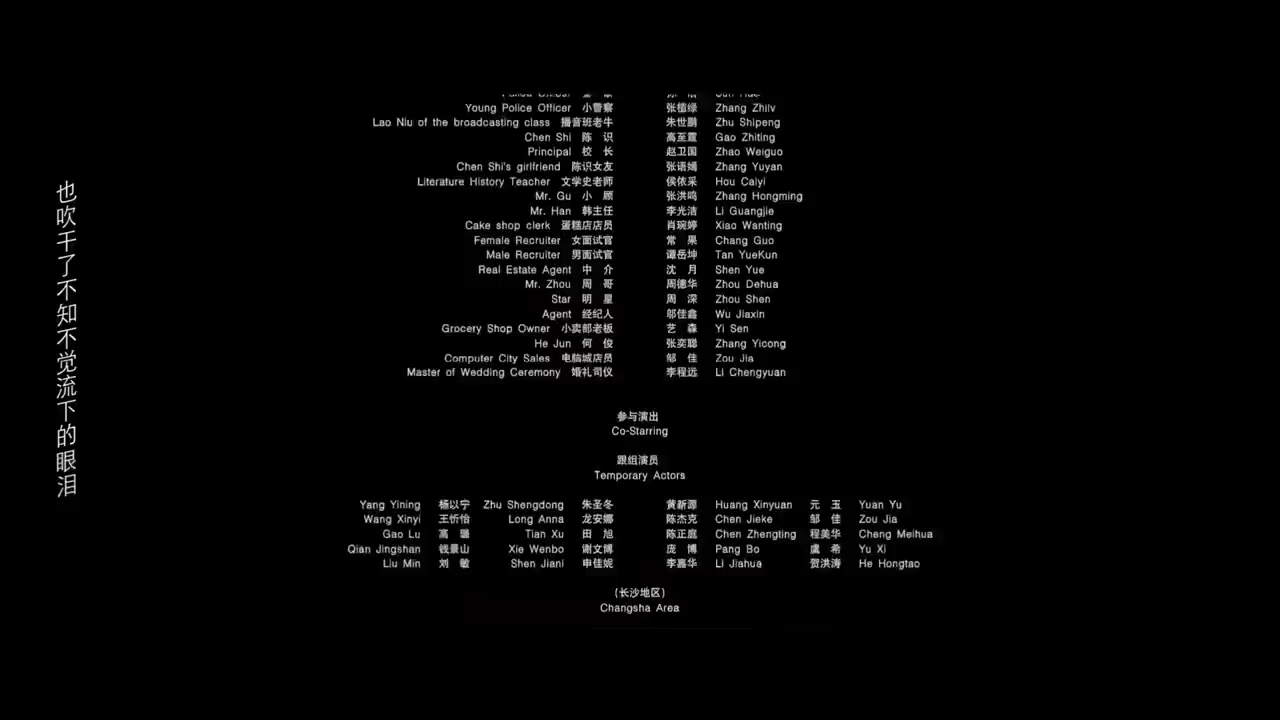 也吹干了不知不觉流下的眼泪
Young Police Officer 小警察 张植绿 Zhang Zhilv
Lao Niu of the broadcasting class 播音班老牛 朱世鹏 Zhu Shipeng
Chen Shi 陈 识 高至霆 Gao Zhiting
Principal 校 长 赵卫国 Zhao Weiguo
Chen Shi's girlfriend 陈识女友 张语嫣 Zhang Yuyan
Literature History Teacher 文学史老师 侯依采 Hou Caiyi
Mr. Gu 小 顾 张洪鸣 Zhang Hongming
Mr. Han 韩主任 李光洁 Li Guangjie
Cake shop clerk 蛋糕店店员 肖琬婷 Xiao Wanting
Female Recruiter 女面试官 常 果 Chang Guo
Male Recruiter 男面试官 谭岳坤 Tan YueKun
Real Estate Agent 中 介 沈 月 Shen Yue
Mr. Zhou 周 哥 周德华 Zhou Dehua
Star 明 星 周 深 Zhou Shen
Agent 经纪人 邬佳鑫 Wu Jiaxin
Grocery Shop Owner 小卖部老板 艺 森 Yi Sen
He Jun 何 俊 张奕聪 Zhang Yicong
Computer City Sales 电脑城店员 邹 佳 Zou Jia
Master of Wedding Ceremony 婚礼司仪 李程远 Li Chengyuan
参与演出
Co-Starring
跟组演员
Temporary Actors
Yang Yining 杨以宁 Zhu Shengdong 朱圣冬 黄新源 Huang Xinyuan 元 玉 Yuan Yu
Wang Xinyi 王忻怡 Long Anna 龙安娜 陈杰克 Chen Jieke 邹 佳 Zou Jia
Gao Lu 高 璐 Tian Xu 田 旭 陈正庭 Chen Zhengting 程美华 Cheng Meihua
Qian Jingshan 钱景山 Xie Wenbo 谢文博 庞 博 Pang Bo 虞 希 Yu Xi
Liu Min 刘 敏 Shen Jiani 申佳妮 李嘉华 Li Jiahua 贺洪涛 He Hongtao
(长沙地区)
Changsha Area